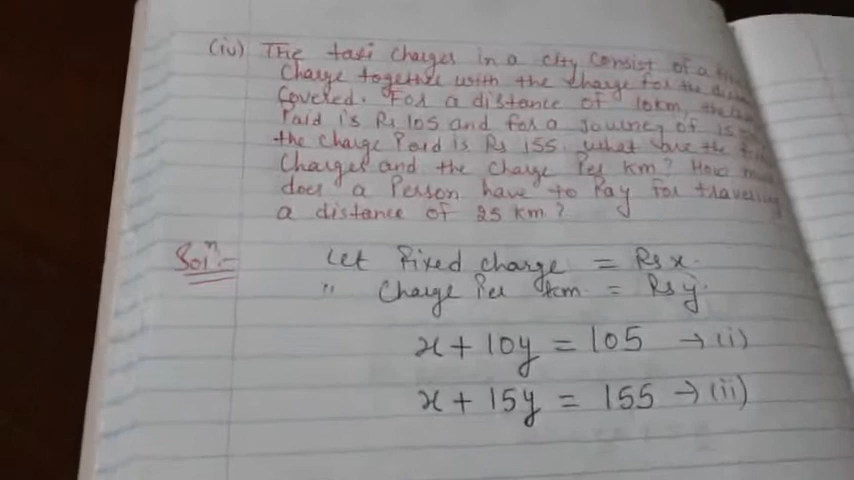 (iv) The taxi charges in a city consist of a
Charge together with the charge for the
Covered. For a distance of 10km, the
Paid is Rs 105 and for a Journey of 15
the charge Paid is Rs 155. What are the
Charges and the charge Per km? How
does a Person have to Pay for
a distance of 25 km?
Solⁿ:- Let Fixed charge = Rs x.
" Charge Per km = Rs y.
x + 10y = 105 → (i)
x + 15y = 155 → (ii)